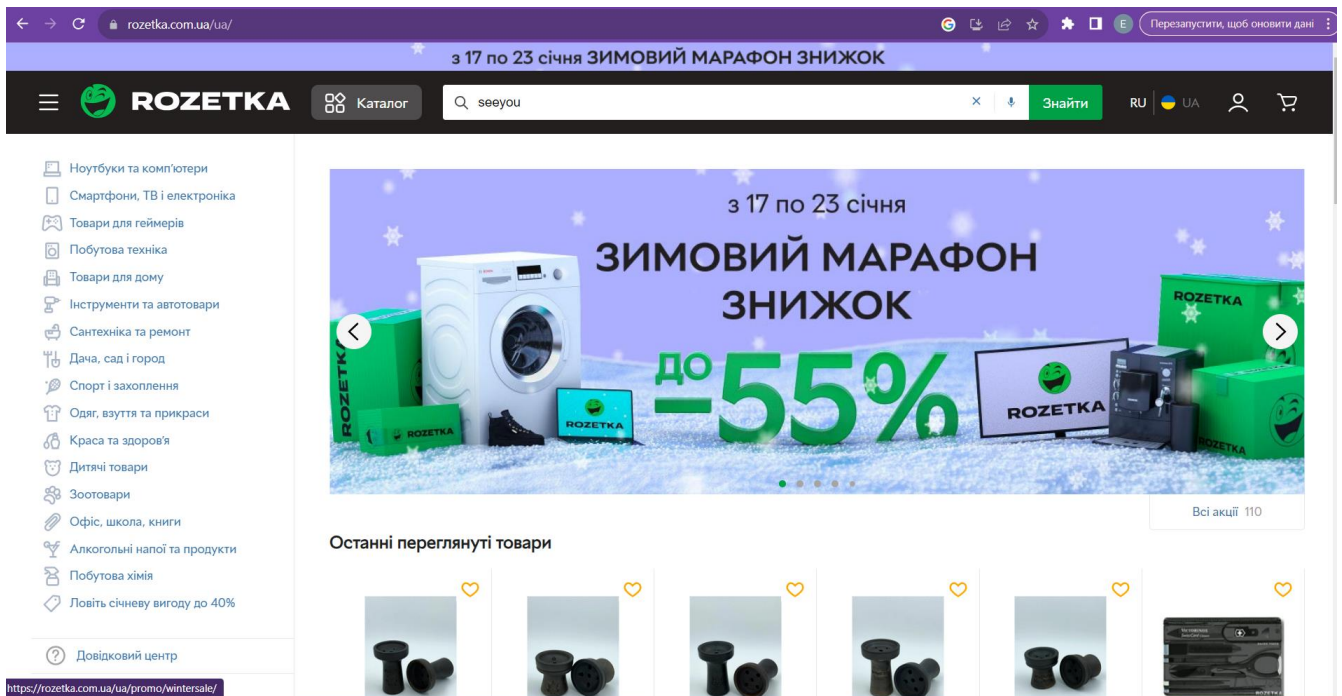 rozetka.com.ua/ua/
E
Перезапустити, щоб оновити дані
з 17 по 23 січня ЗИМОВИЙ МАРАФОН ЗНИЖОК
ROZETKA
Каталог
seeyou
Знайти
RU
UA
Ноутбуки та комп'ютери
Смартфони, ТВ і електроніка
Товари для геймерів
Побутова техніка
Товари для дому
Інструменти та автотовари
Сантехніка та ремонт
Дача, сад і город
Спорт і захоплення
Одяг, взуття та прикраси
Краса та здоров'я
Дитячі товари
Зоотовари
Офіс, школа, книги
Алкогольні напої та продукти
Побутова хімія
Ловіть січневу вигоду до 40%
Довідковий центр
з 17 по 23 січня
ЗИМОВИЙ МАРАФОН
ЗНИЖОК
ДО
-55%
ROZETKA
ROZETKA
ROZETKA
ROZETKA
ROZETKA
ROZETKA
Всі акції 110
Останні переглянуті товари
https://rozetka.com.ua/ua/promo/wintersale/